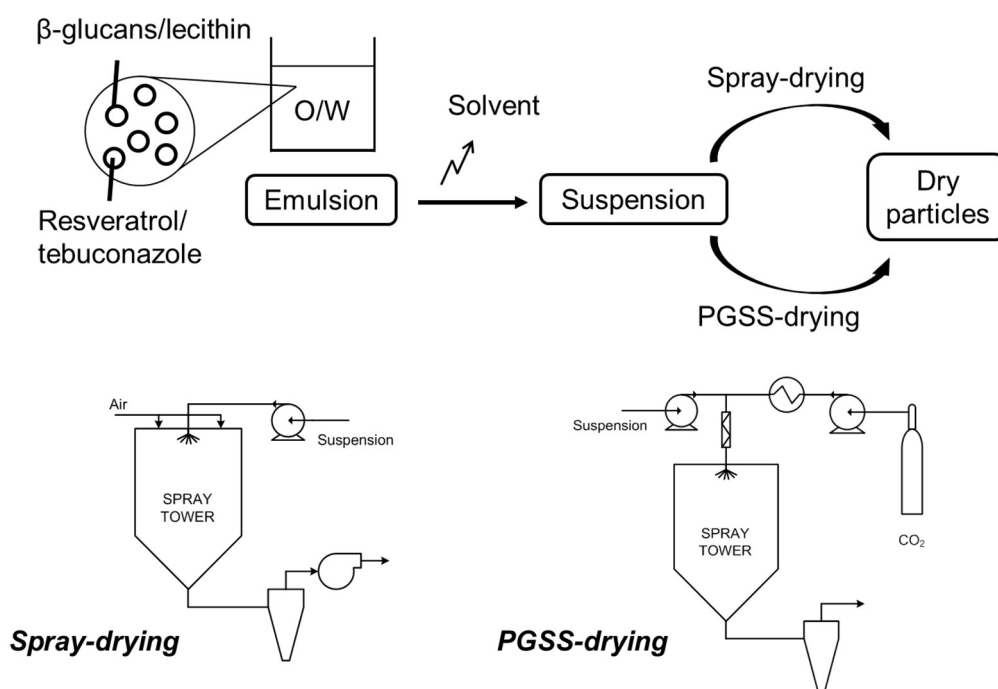 β-glucans/lecithin
O/W
Resveratrol/
tebuconazole
Emulsion
Solvent
Suspension
Spray-drying
PGSS-drying
Dry
particles
Air
Suspension
SPRAY
TOWER
Spray-drying
Suspension
SPRAY
TOWER
CO₂
PGSS-drying